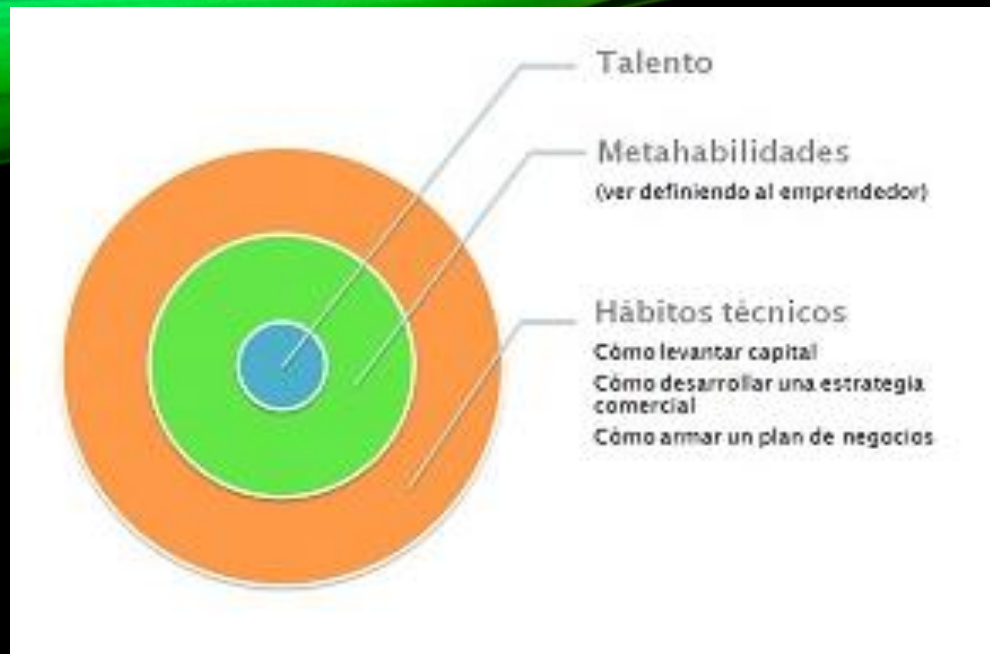 Talento
Metahabilidades
(ver definiendo al emprendedor)
Hábitos técnicos
Cómo levantar capital
Cómo desarrollar una estrategia
comercial
Cómo armar un plan de negocios